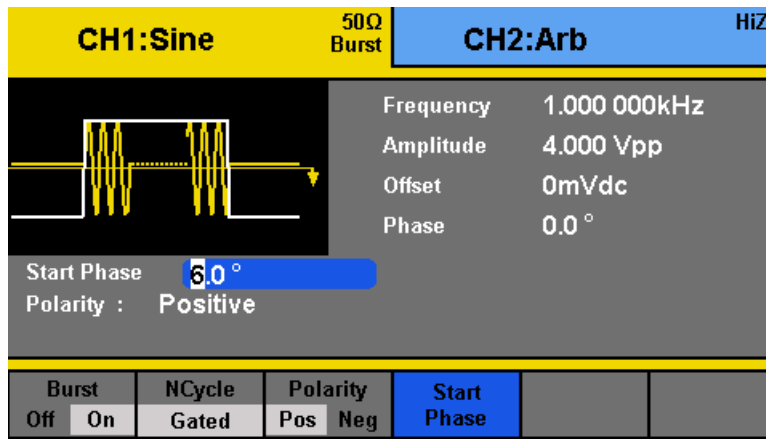 CH1:Sine
50Ω
Burst
CH2:Arb
HiZ
Frequency 1.000 000kHz
Amplitude 4.000 Vpp
Offset 0mVdc
Phase 0.0 °
Start Phase 6.0 °
Polarity : Positive
Burst
Off On
NCycle
Gated
Polarity
Pos Neg
Start
Phase